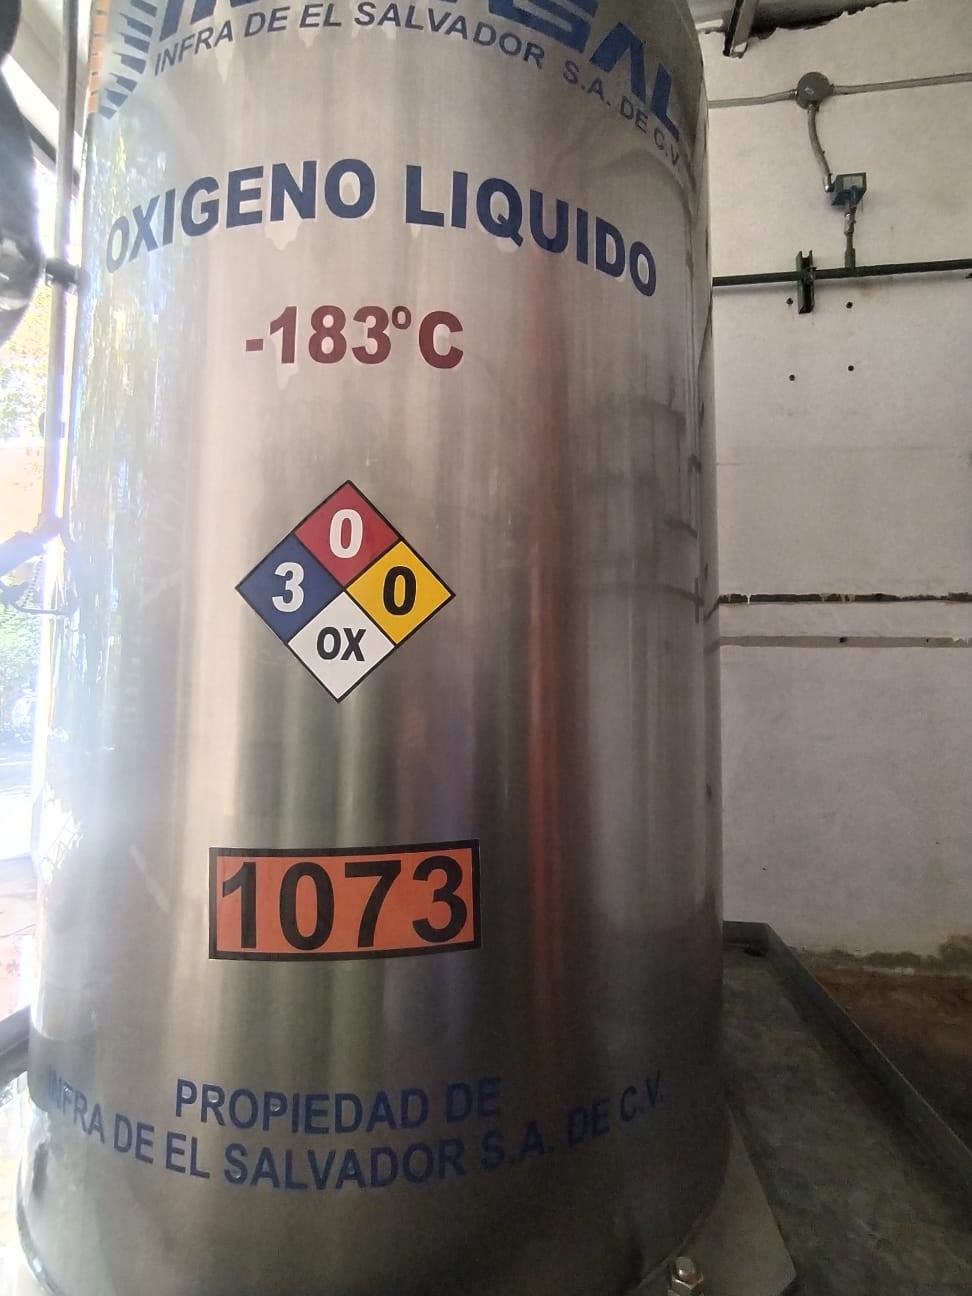 INFRA DE EL SALVADOR S.A. DE C.V.
OXIGENO LIQUIDO
-183°C
0
3
0
OX
1073
PROPIEDAD DE
INFRA DE EL SALVADOR S.A. DE C.V.